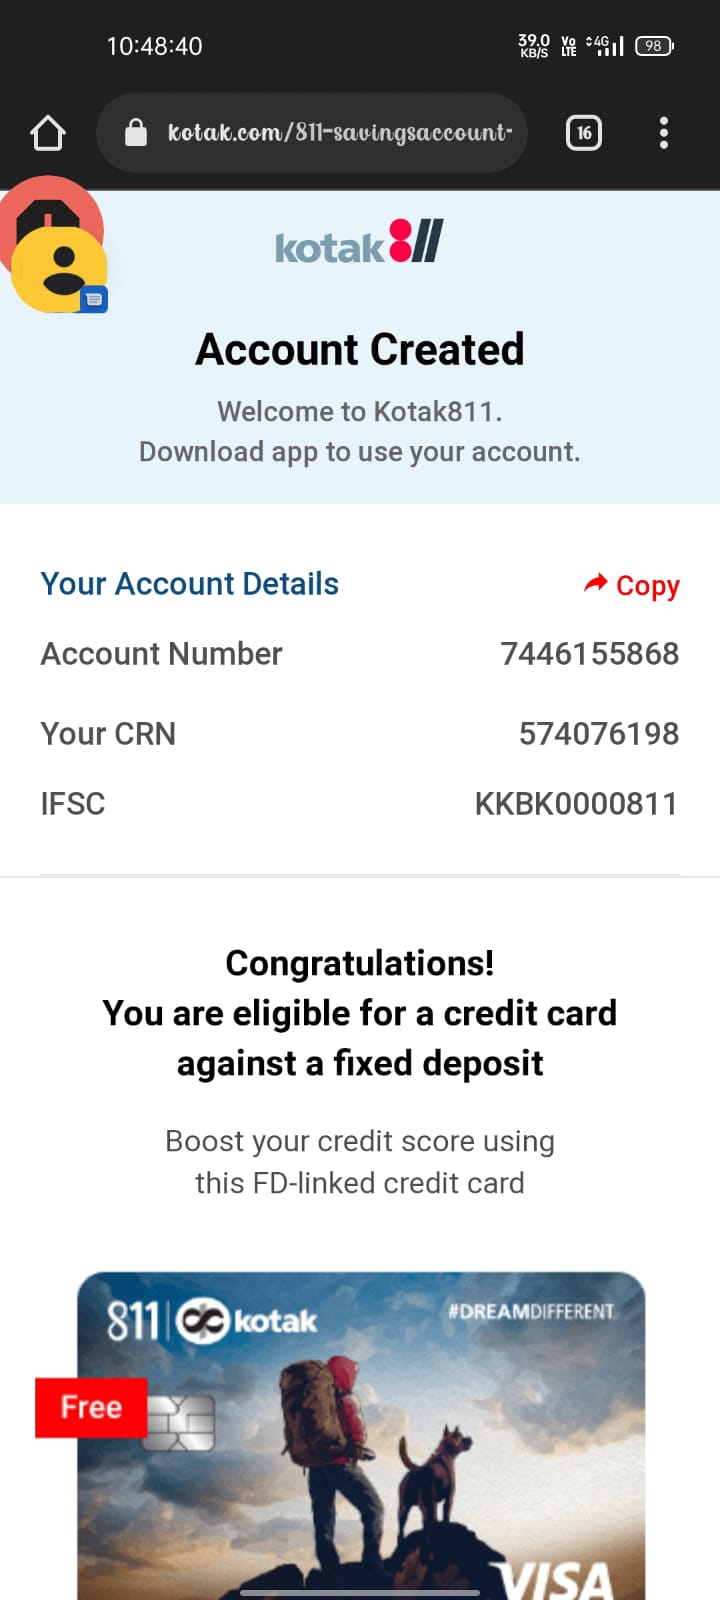 10:48:40
39.0 KB/S Vo LTE 4G 98
kotak.com/811-savingsaccount-
16
kotak811
Account Created
Welcome to Kotak811.
Download app to use your account.
Your Account Details
Copy
Account Number 7446155868
Your CRN 574076198
IFSC KKBK0000811
Congratulations!
You are eligible for a credit card
against a fixed deposit
Boost your credit score using
this FD-linked credit card
811 kotak #DREAMDIFFERENT
Free
VISA